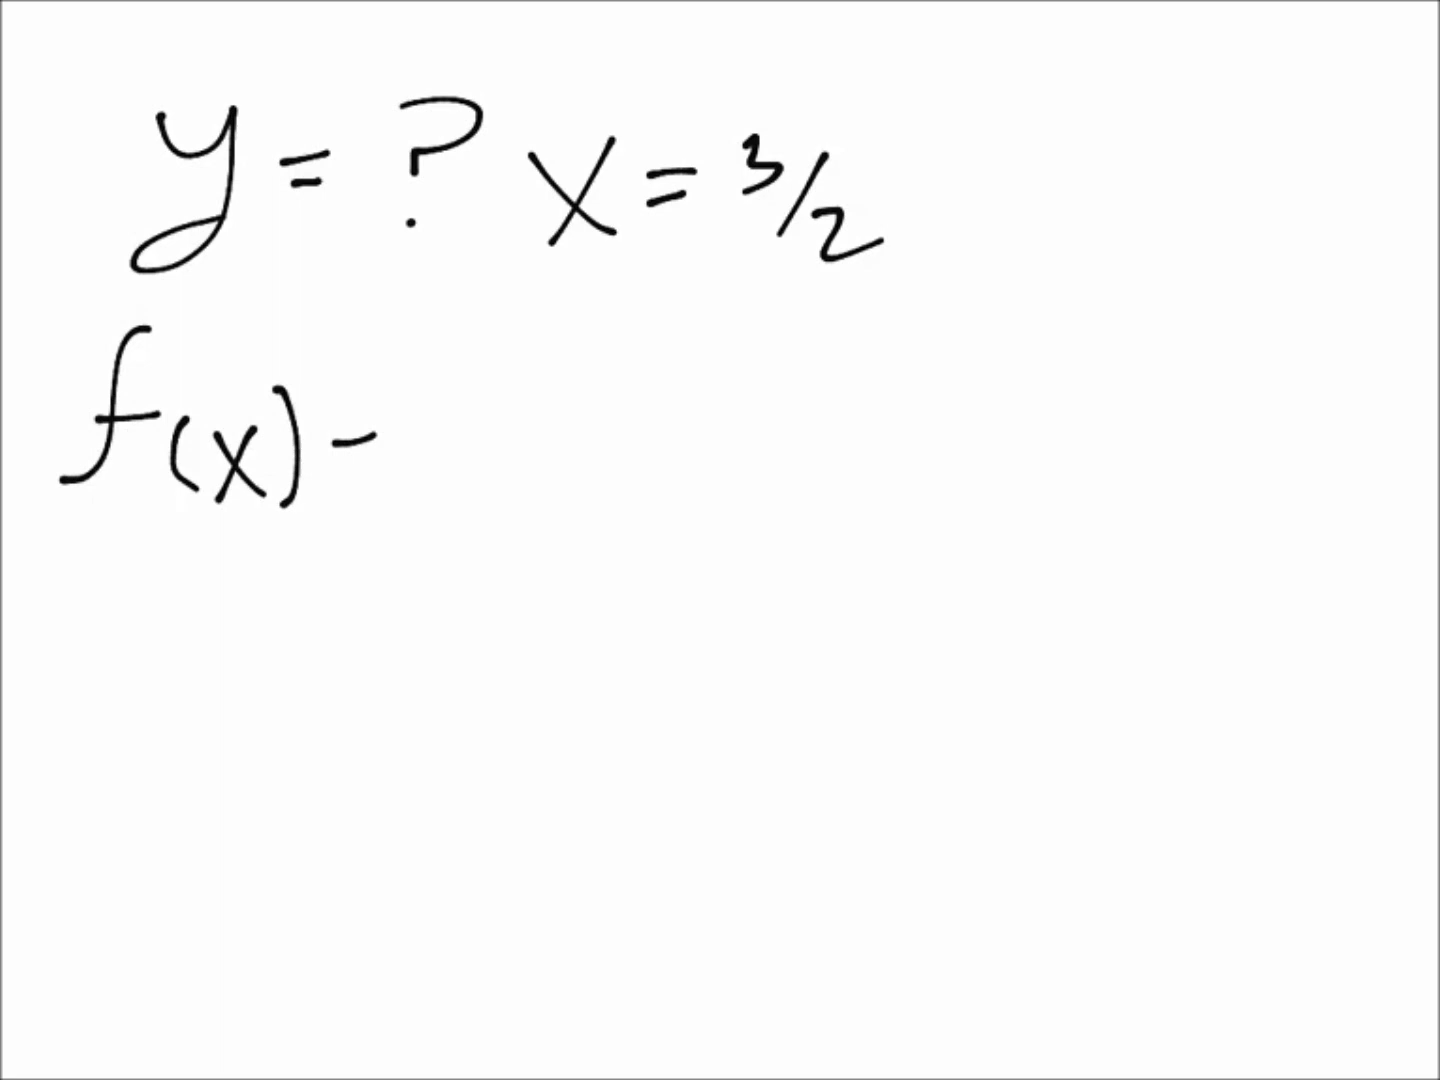 y = ? x = 3/2
f(x) -